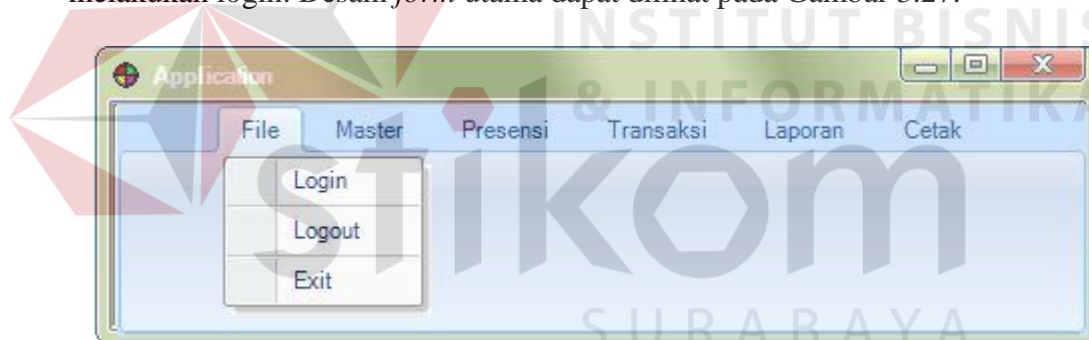 melakukan login. Desain form utama dapat dilihat pada Gambar 3.27.
INSTITUT BISNIS
Application
& INFORMATIKA
File Master Presensi Transaksi Laporan Cetak
Login
stikom
Logout
Exit
SURABAYA